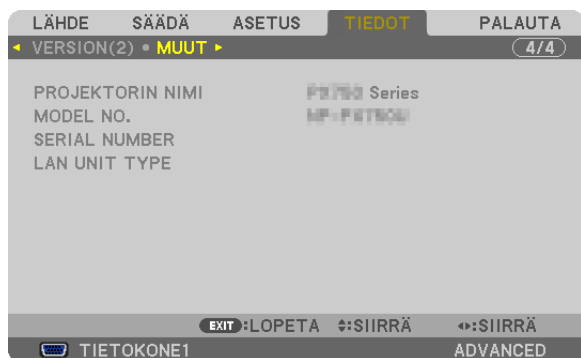 LÄHDE SÄÄDÄ ASETUS TIEDOT PALAUTA
VERSION(2) • MUUT 4/4
PROJEKTORIN NIMI Series
MODEL NO.
SERIAL NUMBER
LAN UNIT TYPE
EXIT:LOPETA :SIIRRÄ :SIIRRÄ
TIETOKONE1 ADVANCED